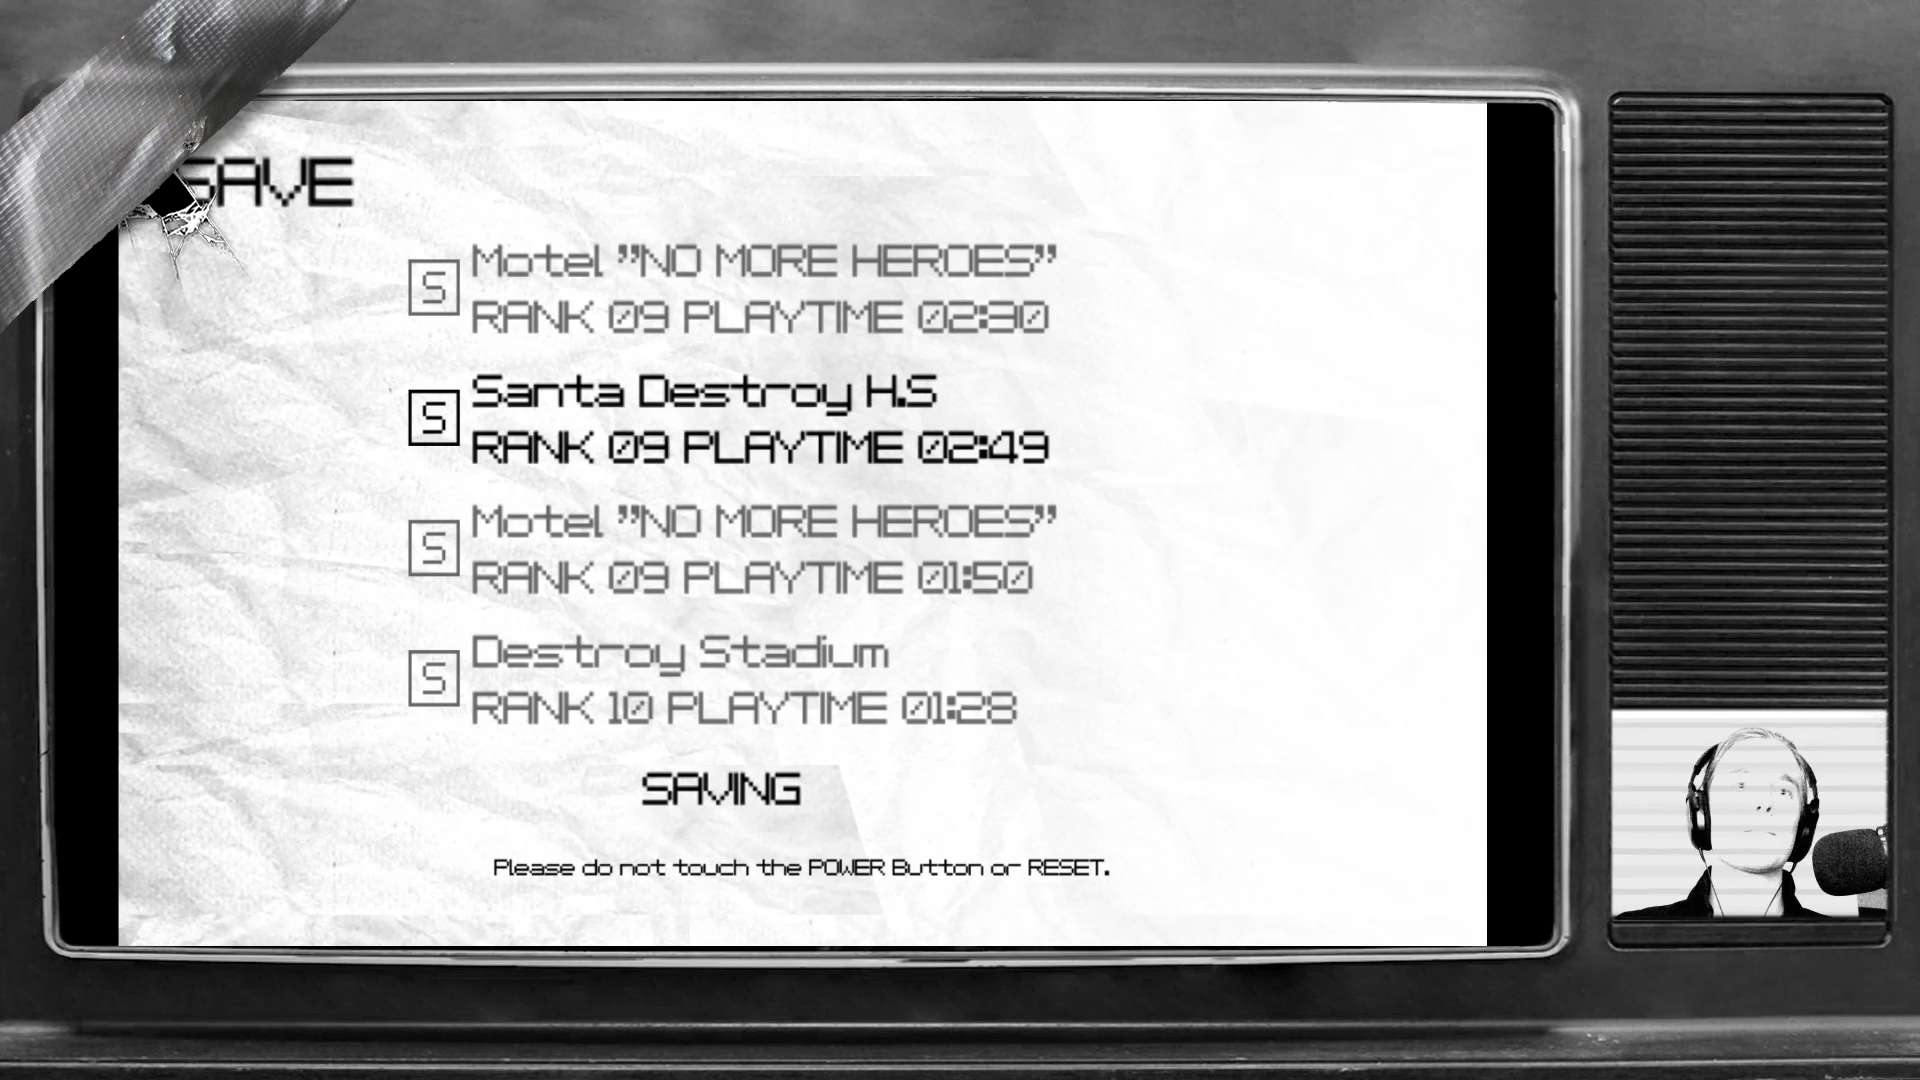 SAVE
S
Motel "NO MORE HEROES"
RANK 09 PLAYTIME 02:30
S
Santa Destroy H.S
RANK 09 PLAYTIME 02:49
S
Motel "NO MORE HEROES"
RANK 09 PLAYTIME 01:50
S
Destroy Stadium
RANK 10 PLAYTIME 01:28
SAVING
Please do not touch the POWER Button or RESET.